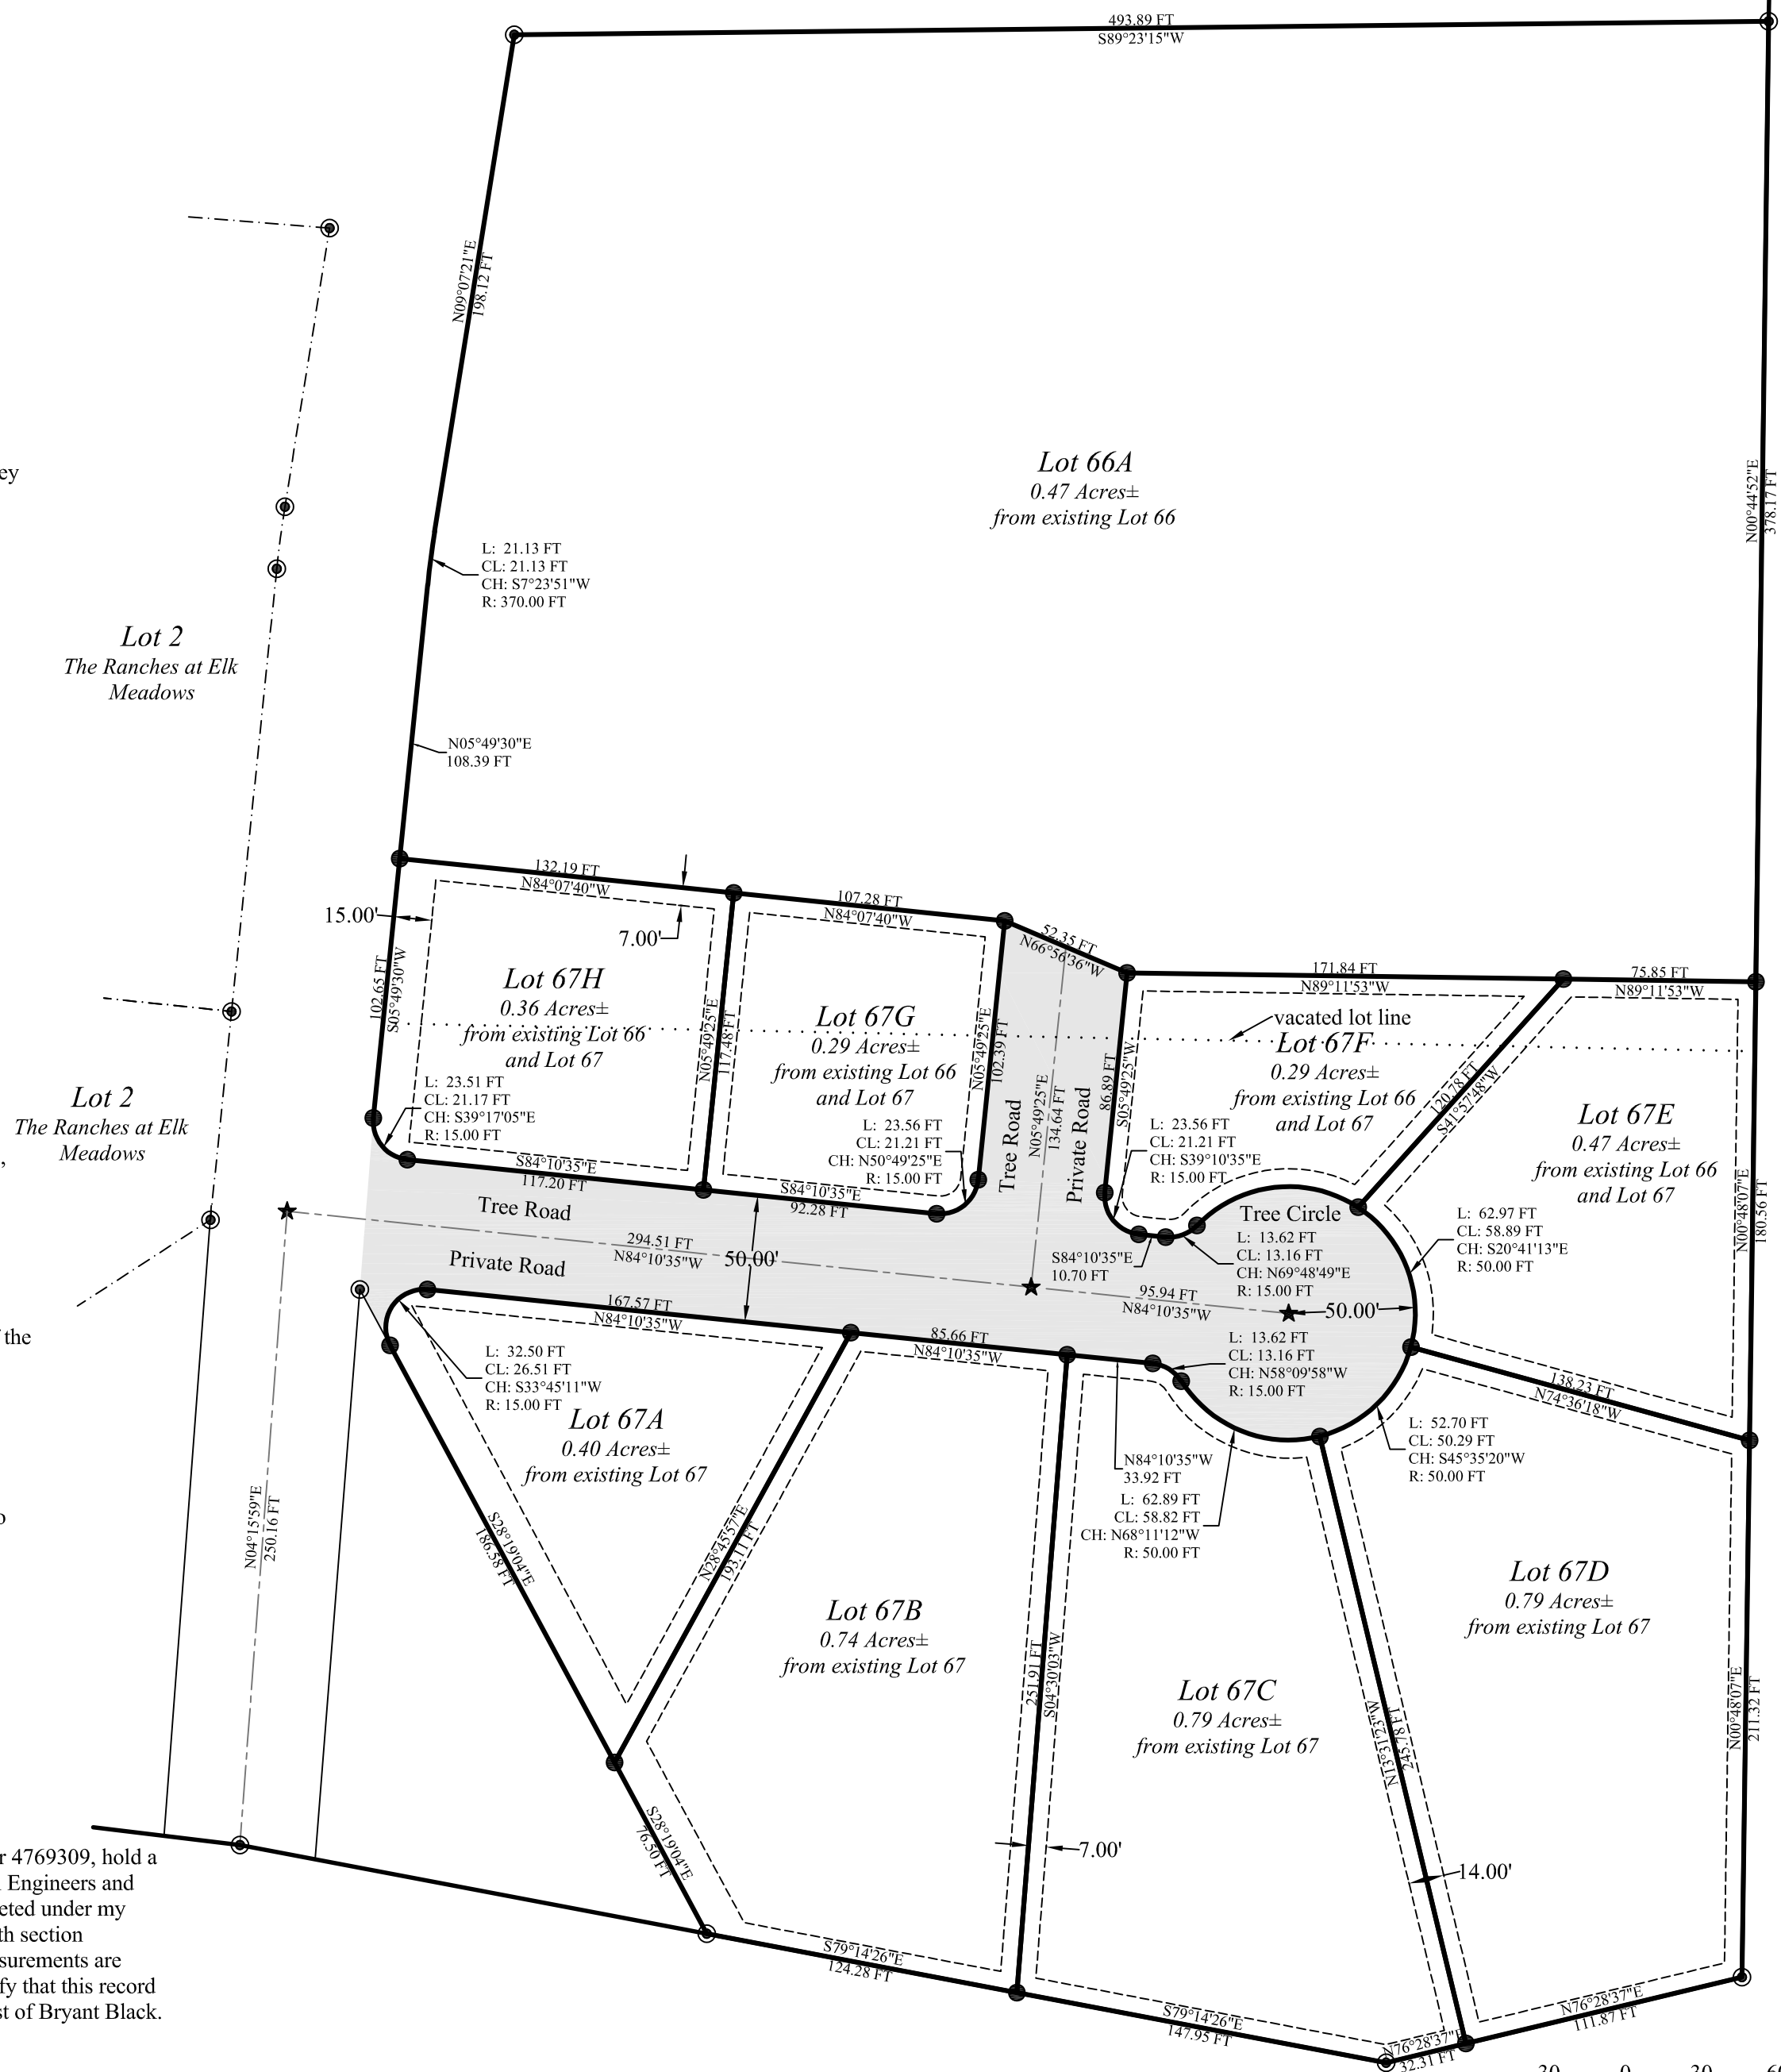 493.89 FT
S89°23'15"W
N09°07'21"E
198.12 FT
ey
Lot 66A
0.47 Acres±
from existing Lot 66
N00°44'52"E
378.17 FT
L: 21.13 FT
CL: 21.13 FT
CH: S7°23'51"W
R: 370.00 FT
Lot 2
The Ranches at Elk
Meadows
N05°49'30"E
108.39 FT
132.19 FT
N84°07'40"W
107.28 FT
N84°07'40"W
52.35 FT
N66°56'36"W
171.84 FT
N89°11'53"W
75.85 FT
N89°11'53"W
15.00'
7.00'
102.65 FT
S05°49'30"W
Lot 67H
0.36 Acres±
from existing Lot 66
and Lot 67
L: 23.51 FT
CL: 21.17 FT
CH: S39°17'05"E
R: 15.00 FT
N05°49'25"E
117.48 FT
Lot 67G
0.29 Acres±
from existing Lot 66
and Lot 67
L: 23.56 FT
CL: 21.21 FT
CH: N50°49'25"E
R: 15.00 FT
N05°49'25"E
102.39 FT
Tree Road
N05°49'25"E
134.64 FT
Private Road
86.89 FT
S05°49'25"W
vacated lot line
Lot 67F
0.29 Acres±
from existing Lot 66
and Lot 67
L: 23.56 FT
CL: 21.21 FT
CH: S39°10'35"E
R: 15.00 FT
120.78 FT
S41°57'48"W
Lot 67E
0.47 Acres±
from existing Lot 66
and Lot 67
N00°48'07"E
180.56 FT
Lot 2
The Ranches at Elk
Meadows
,
S84°10'35"E
117.20 FT
S84°10'35"E
92.28 FT
Tree Road
Private Road
294.51 FT
N84°10'35"W
50.00'
S84°10'35"E
10.70 FT
Tree Circle
L: 13.62 FT
CL: 13.16 FT
CH: N69°48'49"E
R: 15.00 FT
L: 62.97 FT
CL: 58.89 FT
CH: S20°41'13"E
R: 50.00 FT
95.94 FT
N84°10'35"W
50.00'
f the
167.57 FT
N84°10'35"W
85.66 FT
N84°10'35"W
L: 13.62 FT
CL: 13.16 FT
CH: N58°09'58"W
R: 15.00 FT
L: 32.50 FT
CL: 26.51 FT
CH: S33°45'11"W
R: 15.00 FT
Lot 67A
0.40 Acres±
from existing Lot 67
138.23 FT
N74°36'18"W
L: 52.70 FT
CL: 50.29 FT
CH: S45°35'20"W
R: 50.00 FT
N84°10'35"W
33.92 FT
L: 62.89 FT
CL: 58.82 FT
CH: N68°11'12"W
R: 50.00 FT
o
N04°15'59"E
250.16 FT
S28°19'04"E
186.58 FT
N28°45'57"E
193.11 FT
Lot 67B
0.74 Acres±
from existing Lot 67
251.91 FT
S04°30'03"W
Lot 67C
0.79 Acres±
from existing Lot 67
Lot 67D
0.79 Acres±
from existing Lot 67
N13°31'23"W
245.78 FT
N00°48'07"E
211.32 FT
S28°19'04"E
76.50 FT
7.00'
14.00'
r 4769309, hold a
Engineers and
eted under my
th section
surements are
fy that this record
st of Bryant Black.
S79°14'26"E
124.28 FT
S79°14'26"E
147.95 FT
N76°28'37"E
32.31 FT
N76°28'37"E
111.87 FT
30 0 30 60